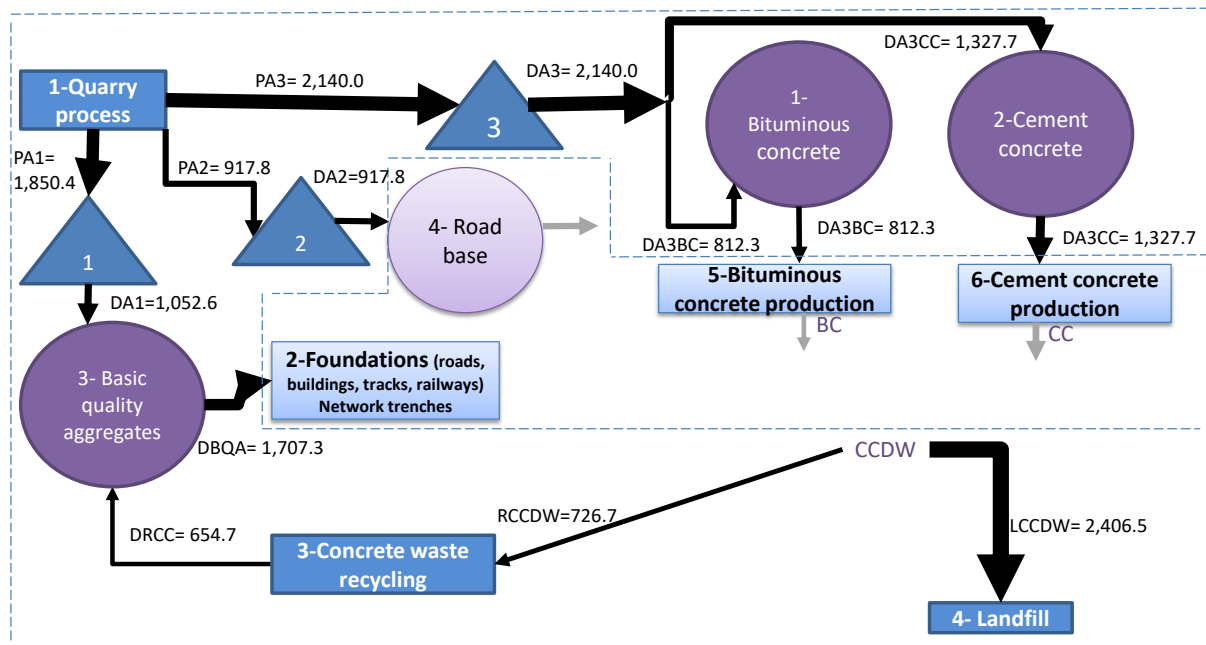 DA3CC= 1,327.7
PA3= 2,140.0
DA3= 2,140.0
1-Quarry
process
3
1-
Bituminous
concrete
2-Cement
concrete
PA1=
1,850.4
PA2= 917.8
DA2=917.8
1
2
4- Road
base
DA3BC= 812.3
DA3BC= 812.3
DA3CC= 1,327.7
5-Bituminous
concrete production
6-Cement concrete
production
BC
CC
DA1=1,052.6
3- Basic
quality
aggregates
2-Foundations (roads,
buildings, tracks, railways)
Network trenches
DBQA= 1,707.3
CCDW
RCCDW=726.7
LCCDW= 2,406.5
DRCC= 654.7
3-Concrete waste
recycling
4- Landfill